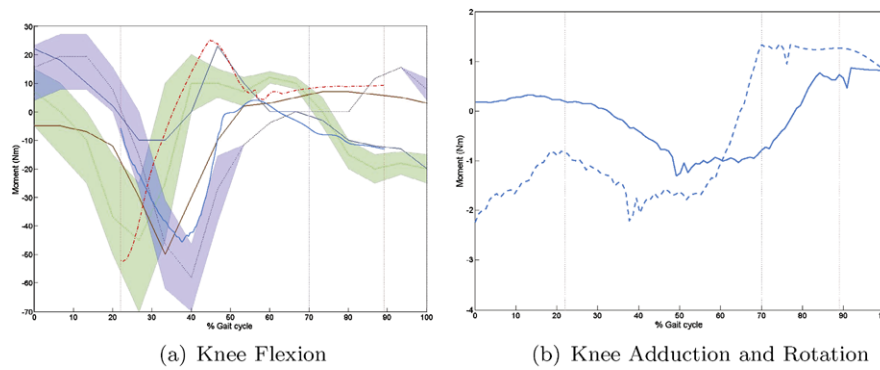 30
20
10
0
-10
-20
-30
-40
-50
-60
-70
Moment (Nm)
0 10 20 30 40 50 60 70 80 90 100
% Gait cycle
(a) Knee Flexion
2
1
0
-1
-2
-3
-4
Moment (Nm)
0 10 20 30 40 50 60 70 80 90 100
% Gait cycle
(b) Knee Adduction and Rotation